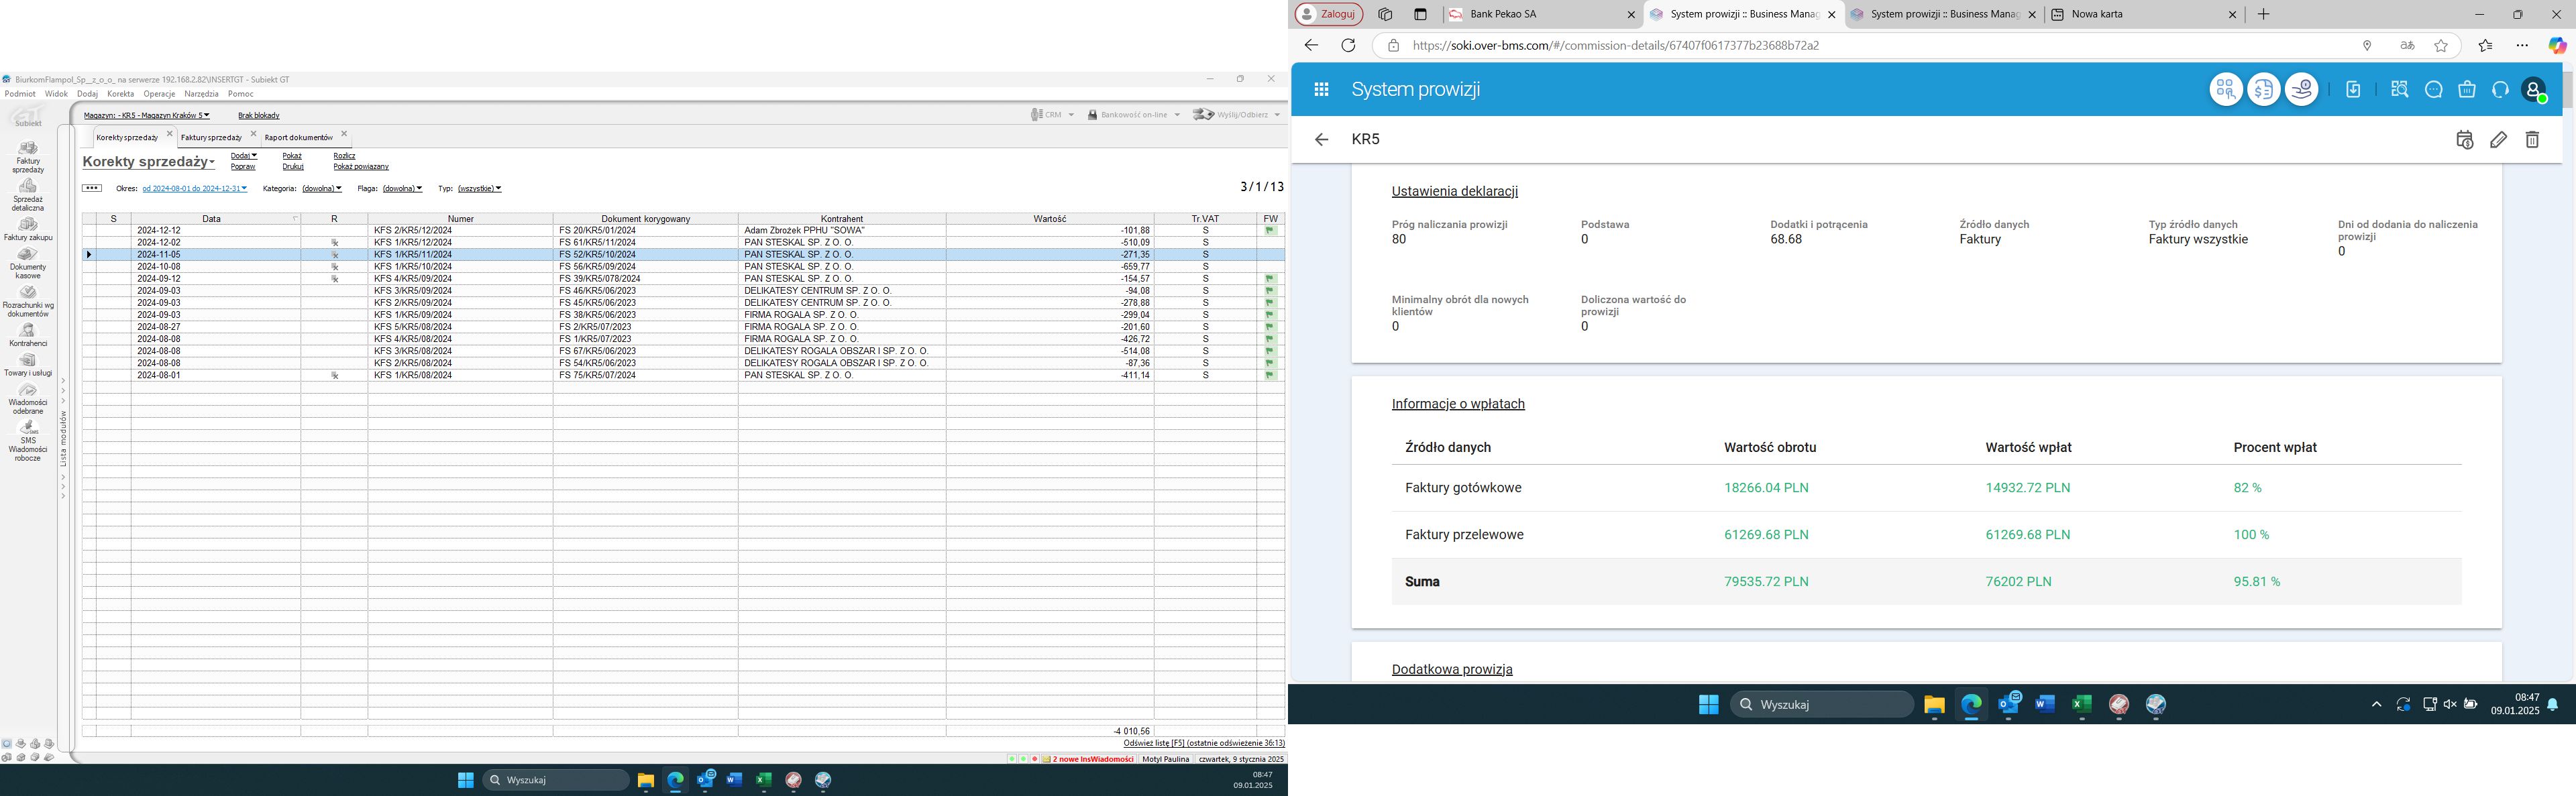 BiurkomFlampol_Sp__z_o_o_ na serwerze 192.168.2.82\INSERTGT - Subiekt GT
Podmiot Widok Dodaj Korekta Operacje Narzędzia Pomoc
Subiekt
Magazyn: - KR5 - Magazyn Kraków 5 Brak blokady CRM Bankowość on-line Wyślij/Odbierz
Korekty sprzedaży Faktury sprzedaży Raport dokumentów
Korekty sprzedaży
Dodaj Pokaż Rozlicz
Popraw Drukuj Pokaż powiązany
Okres: od 2024-08-01 do 2024-12-31 Kategoria: (dowolna) Flaga: (dowolna) Typ: (wszystkie) 3/1/13
S Data R Numer Dokument korygowany Kontrahent Wartość Tr.VAT FW
2024-12-12 KFS 2/KR5/12/2024 FS 20/KR5/01/2024 Adam Zbrożek PPHU "SOWA" -101,88 S
2024-12-02 KFS 1/KR5/12/2024 FS 61/KR5/11/2024 PAN STESKAL SP. Z O. O. -510,09 S
2024-11-05 KFS 1/KR5/11/2024 FS 52/KR5/10/2024 PAN STESKAL SP. Z O. O. -271,35 S
2024-10-08 KFS 1/KR5/10/2024 FS 56/KR5/09/2024 PAN STESKAL SP. Z O. O. -659,77 S
2024-09-12 KFS 4/KR5/09/2024 FS 39/KR5/078/2024 PAN STESKAL SP. Z O. O. -154,57 S
2024-09-03 KFS 3/KR5/09/2024 FS 46/KR5/06/2023 DELIKATESY CENTRUM SP. Z O. O. -94,08 S
2024-09-03 KFS 2/KR5/09/2024 FS 45/KR5/06/2023 DELIKATESY CENTRUM SP. Z O. O. -278,88 S
2024-09-03 KFS 1/KR5/09/2024 FS 38/KR5/06/2023 FIRMA ROGALA SP. Z O. O. -299,04 S
2024-08-27 KFS 5/KR5/08/2024 FS 2/KR5/07/2023 FIRMA ROGALA SP. Z O. O. -201,60 S
2024-08-08 KFS 4/KR5/08/2024 FS 1/KR5/07/2023 FIRMA ROGALA SP. Z O. O. -426,72 S
2024-08-08 KFS 3/KR5/08/2024 FS 67/KR5/06/2023 DELIKATESY ROGALA OBSZAR I SP. Z O. O. -514,08 S
2024-08-08 KFS 2/KR5/08/2024 FS 54/KR5/06/2023 DELIKATESY ROGALA OBSZAR I SP. Z O. O. -87,36 S
2024-08-01 KFS 1/KR5/08/2024 FS 75/KR5/07/2024 PAN STESKAL SP. Z O. O. -411,14 S
-4 010,56
Odśwież listę [F5] (ostatnie odświeżenie 36:13)
2 nowe InsWiadomości Motyl Paulina czwartek, 9 stycznia 2025
Faktury
sprzedaży
Sprzedaż
detaliczna
Faktury zakupu
Dokumenty
kasowe
Rozrachunki wg
dokumentów
Kontrahenci
Towary i usługi
Wiadomości
odebrane
SMS
Wiadomości
robocze
Lista modułów
Wyszukaj
08:47
09.01.2025
Zaloguj Bank Pekao SA System prowizji :: Business Manag System prowizji :: Business Manag Nowa karta
https://soki.over-bms.com/#/commission-details/67407f0617377b23688b72a2
System prowizji
KR5
Ustawienia deklaracji
Próg naliczania prowizji
80
Podstawa
0
Dodatki i potrącenia
68.68
Źródło danych
Faktury
Typ źródło danych
Faktury wszystkie
Dni od dodania do naliczenia
prowizji
0
Minimalny obrót dla nowych
klientów
0
Doliczona wartość do
prowizji
0
Informacje o wpłatach
Źródło danych Wartość obrotu Wartość wpłat Procent wpłat
Faktury gotówkowe 18266.04 PLN 14932.72 PLN 82 %
Faktury przelewowe 61269.68 PLN 61269.68 PLN 100 %
Suma 79535.72 PLN 76202 PLN 95.81 %
Dodatkowa prowizja
Wyszukaj
08:47
09.01.2025